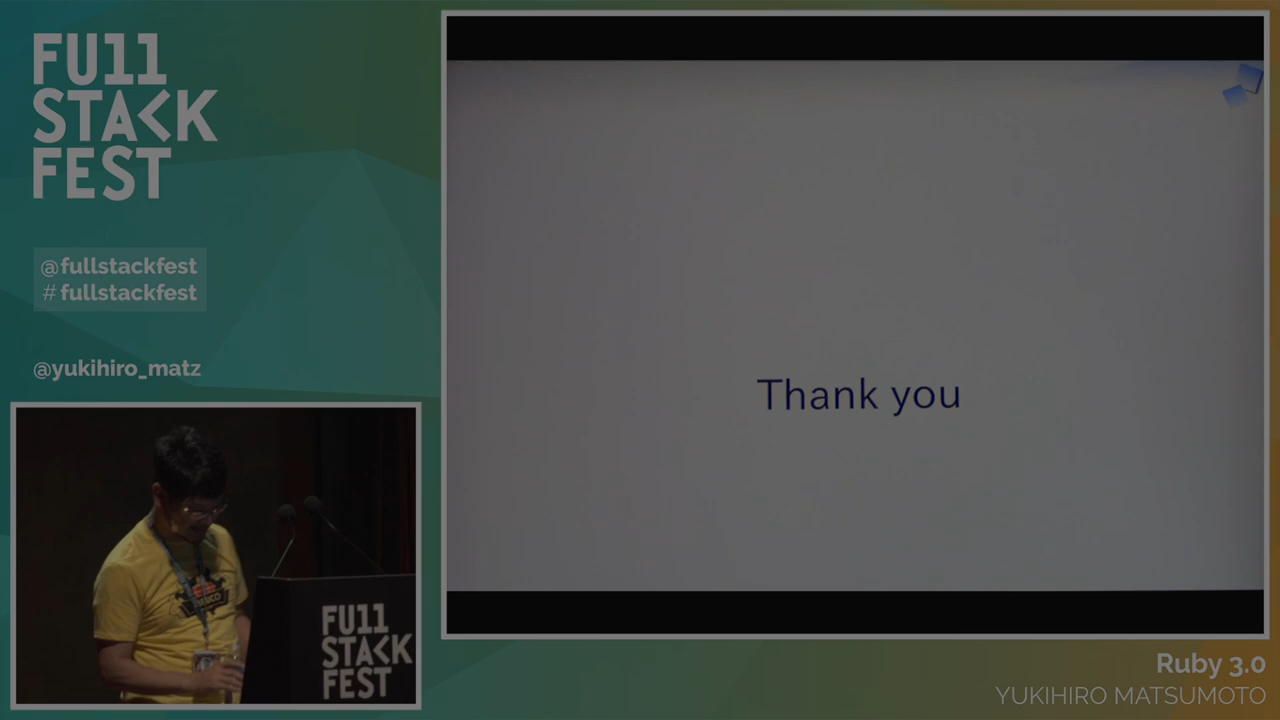 FU11
STACK
FEST
@fullstackfest
# fullstackfest
@yukihiro_matz
FU11
STACK
FEST
Thank you
Ruby 3.0
YUKIHIRO MATSUMOTO